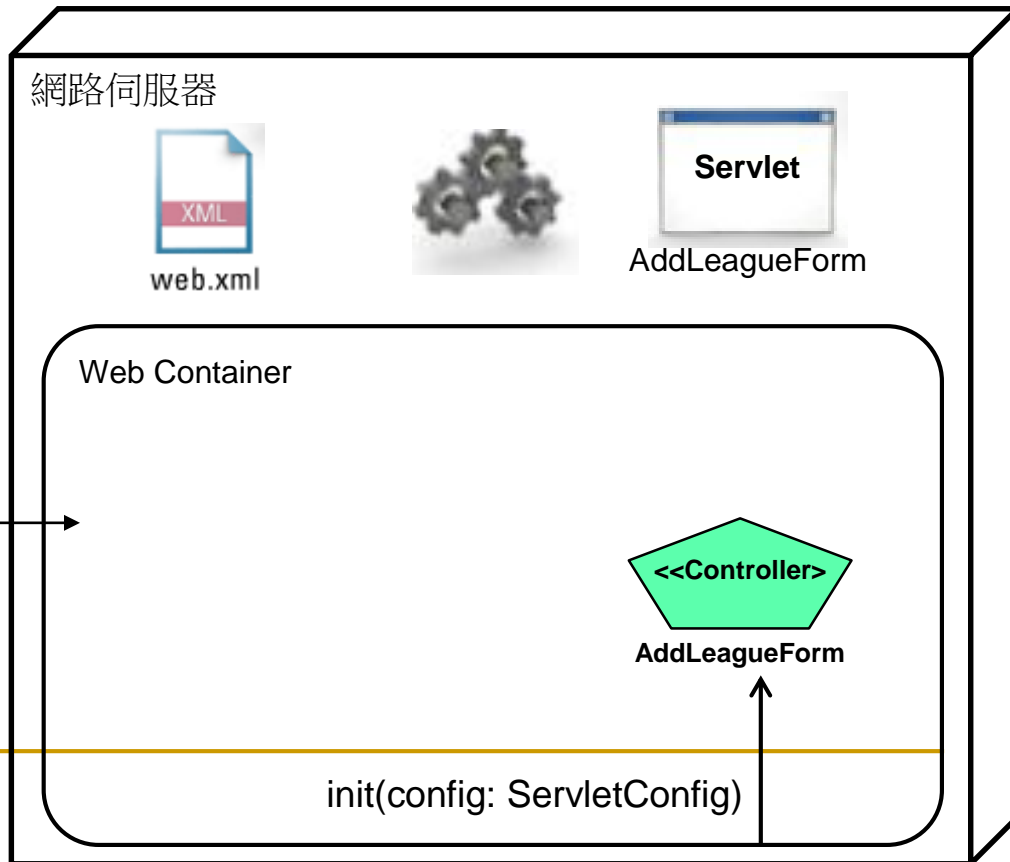 網路伺服器
XML
web.xml
Servlet
AddLeagueForm
Web Container
<<Controller>
AddLeagueForm
init(config: ServletConfig)